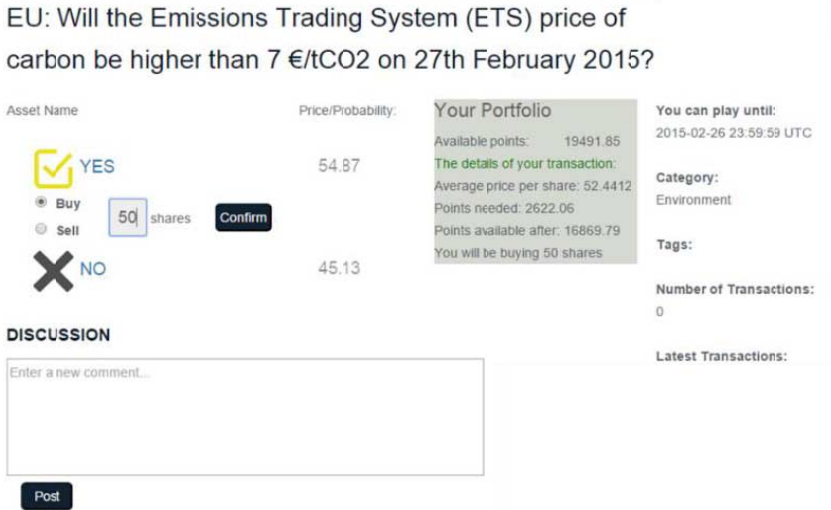 EU: Will the Emissions Trading System (ETS) price of
carbon be higher than 7 €/tCO2 on 27th February 2015?
Asset Name
Price/Probability:
YES
54.87
Buy
Sell
50 shares
Confirm
NO
45.13
Your Portfolio
Available points: 19491.85
The details of your transaction:
Average price per share: 52.4412
Points needed: 2622.06
Points available after: 16869.79
You will be buying 50 shares
You can play until:
2015-02-26 23:59:59 UTC
Category:
Environment
Tags:
Number of Transactions:
0
Latest Transactions:
DISCUSSION
Enter a new comment...
Post